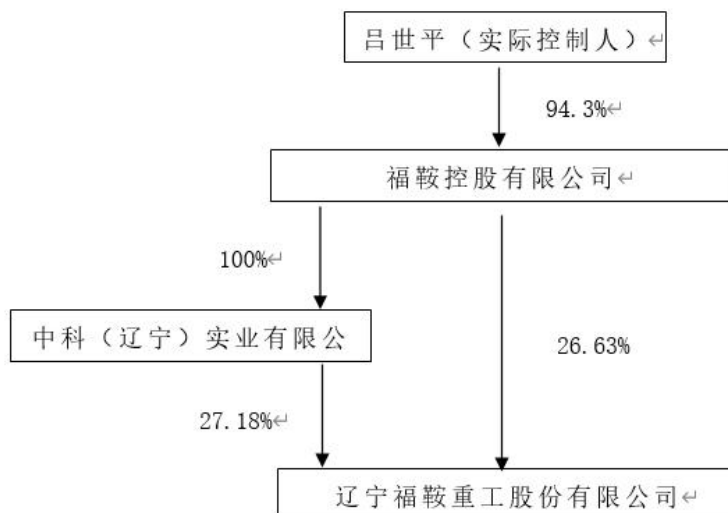 吕世平（实际控制人）↵
94.3%↵
福鞍控股有限公司↵
100%↵
中科（辽宁）实业有限公
26.63%
27.18%↵
辽宁福鞍重工股份有限公司↵